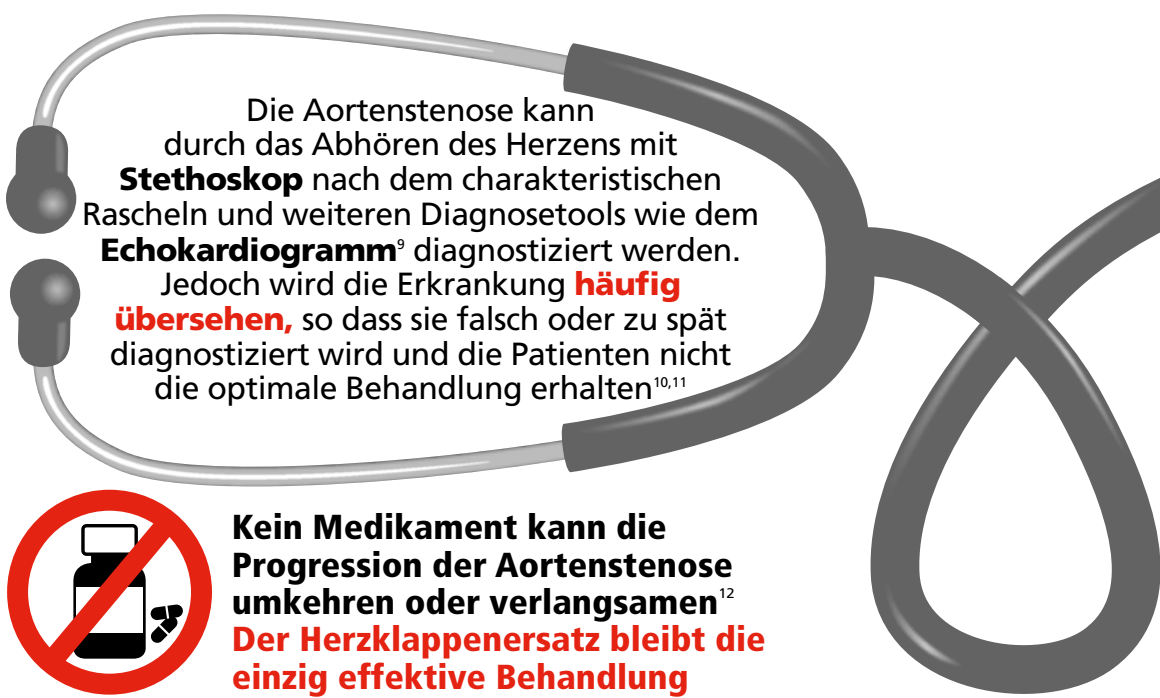 Die Aortenstenose kann
durch das Abhören des Herzens mit
Stethoskop nach dem charakteristischen
Rascheln und weiteren Diagnosetools wie dem
Echokardiogramm⁹ diagnostiziert werden.
Jedoch wird die Erkrankung häufig
übersehen, so dass sie falsch oder zu spät
diagnostiziert wird und die Patienten nicht
die optimale Behandlung erhalten¹⁰,¹¹
Kein Medikament kann die
Progression der Aortenstenose
umkehren oder verlangsamen¹²
Der Herzklappenersatz bleibt die
einzig effektive Behandlung